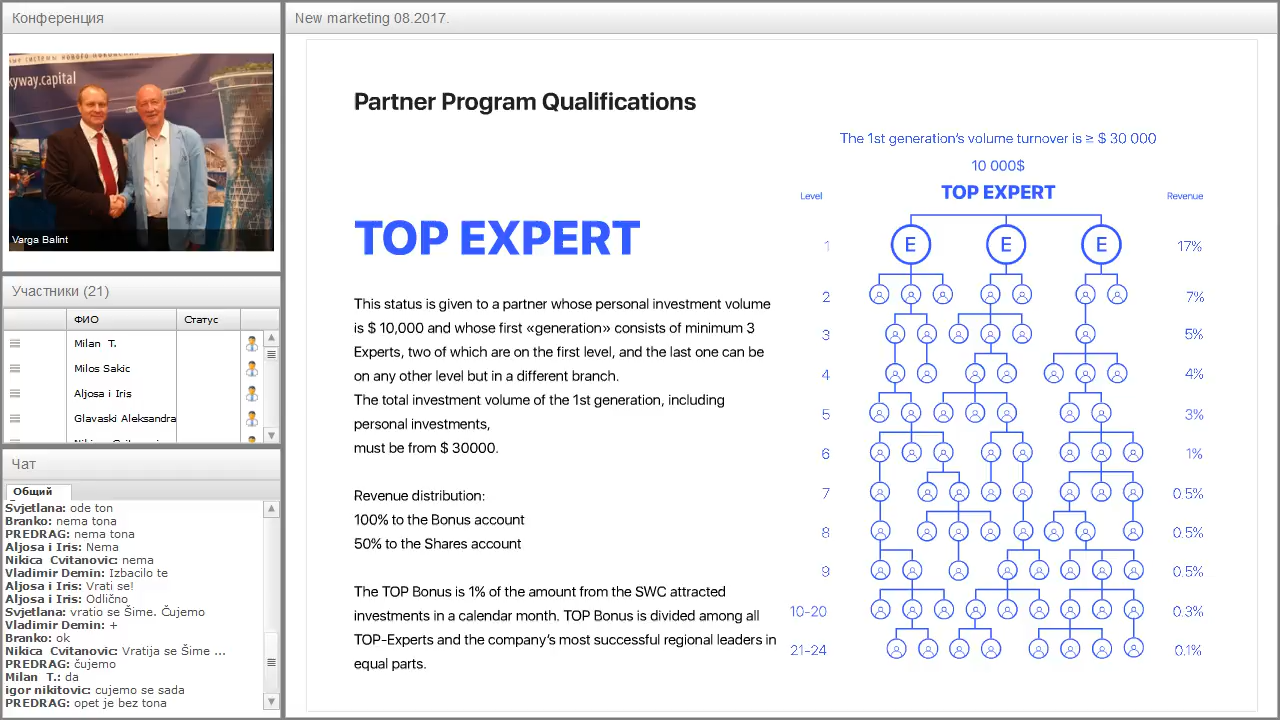 Конференция
kyway.capital
Varga Balint
Участники (21)
ФИО
Статус
Milan T.
Milos Sakic
Aljosa i Iris
Glavaski Aleksandra
Чат
Общий
Svjetlana: ode ton
Branko: nema tona
PREDRAG: nema tona
Aljosa i Iris: Nema
Nikica Cvitanovic: nema
Vladimir Demin: Izbacilo te
Aljosa i Iris: Vrati se!
Aljosa i Iris: Odlično
Svjetlana: vratio se Šime. Čujemo
Vladimir Demin: +
Branko: ok
Nikica Cvitanovic: Vratija se Šime ...
PREDRAG: čujemo
Milan T.: da
igor nikitovic: cujemo se sada
PREDRAG: opet je bez tona
New marketing 08.2017.
Partner Program Qualifications
TOP EXPERT
This status is given to a partner whose personal investment volume
is $ 10,000 and whose first «generation» consists of minimum 3
Experts, two of which are on the first level, and the last one can be
on any other level but in a different branch.
The total investment volume of the 1st generation, including
personal investments,
must be from $ 30000.
Revenue distribution:
100% to the Bonus account
50% to the Shares account
The TOP Bonus is 1% of the amount from the SWC attracted
investments in a calendar month. TOP Bonus is divided among all
TOP-Experts and the company's most successful regional leaders in
equal parts.
The 1st generation's volume turnover is ≥ $ 30 000
10 000$
Level TOP EXPERT Revenue
1 E E E 17%
2 7%
3 5%
4 4%
5 3%
6 1%
7 0.5%
8 0.5%
9 0.5%
10-20 0.3%
21-24 0.1%